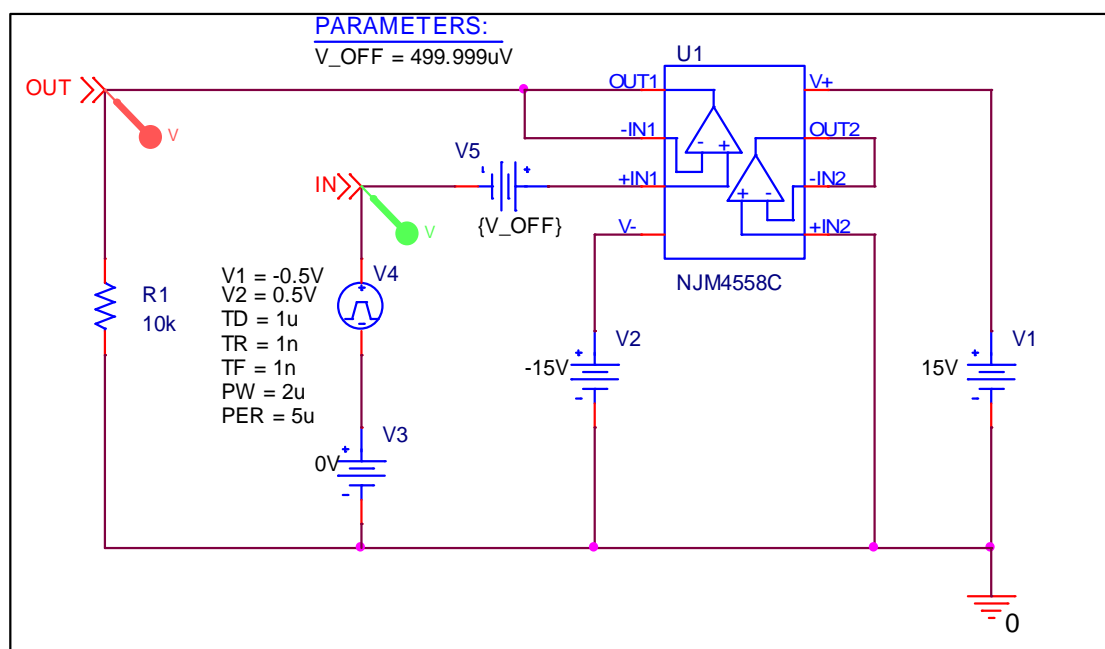 PARAMETERS:
V_OFF = 499.999uV
U1
OUT
V
OUT1
V+
-IN1
OUT2
V5
- +
IN
V
+IN1
-IN2
{V_OFF}
V-
+IN2
NJM4558C
- +
+ -
R1
10k
V1 = -0.5V
V2 = 0.5V
TD = 1u
TR = 1n
TF = 1n
PW = 2u
PER = 5u
V4
+
-
V2
-15V
+
-
V1
15V
+
-
V3
0V
+
-
0